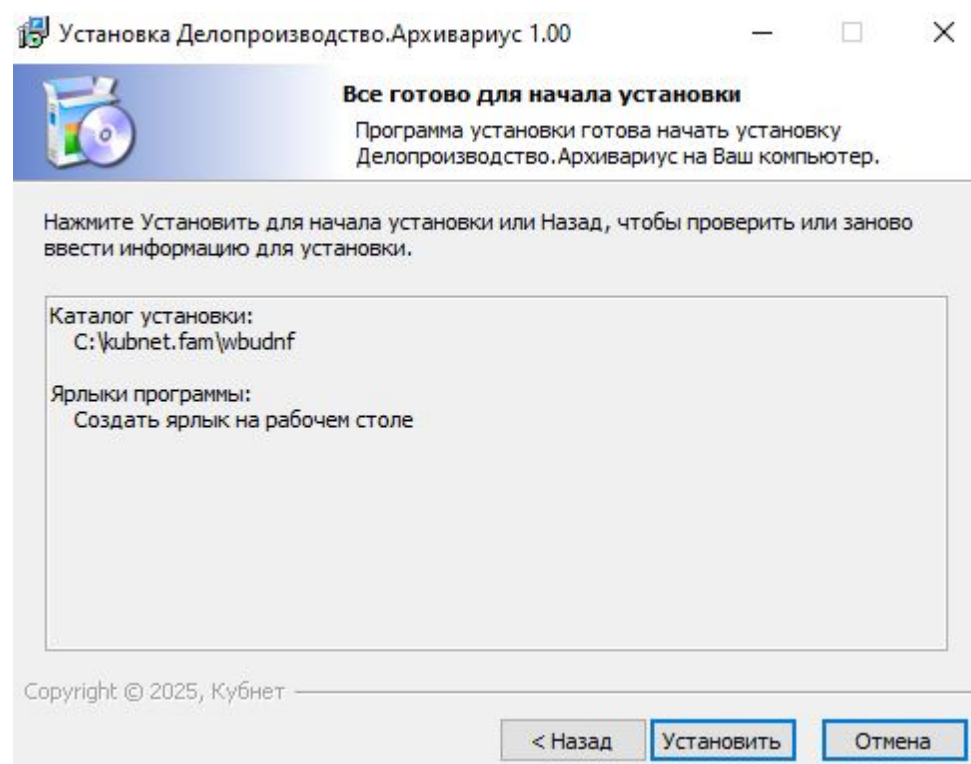 Установка Делопроизводство.Архивариус 1.00
Все готово для начала установки
Программа установки готова начать установку
Делопроизводство.Архивариус на Ваш компьютер.
Нажмите Установить для начала установки или Назад, чтобы проверить или заново
ввести информацию для установки.
Каталог установки:
C:\kubnet.fam\wbudnf
Ярлыки программы:
Создать ярлык на рабочем столе
Copyright © 2025, Кубнет
< Назад
Установить
Отмена